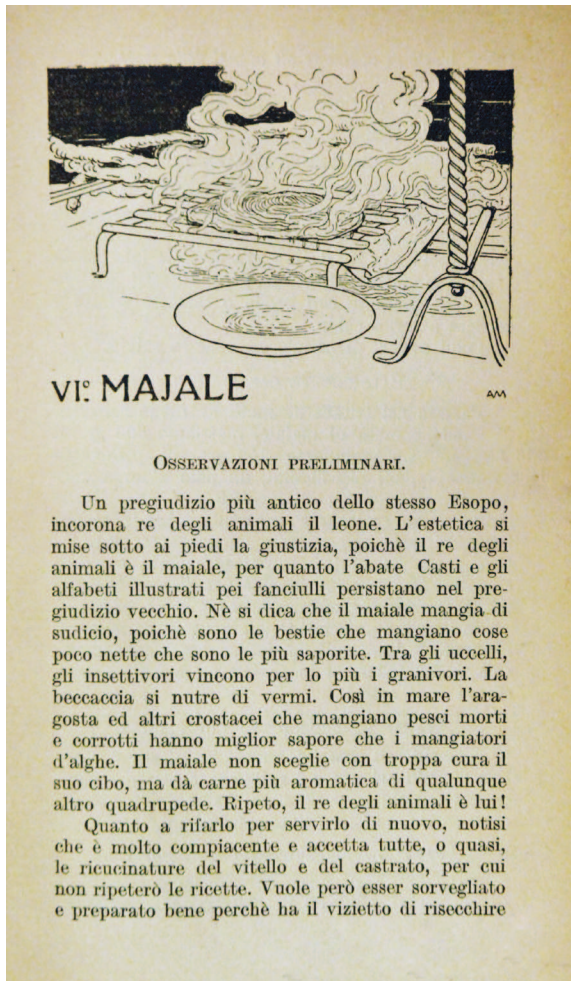 VI.º MAJALE
AM
OSSERVAZIONI PRELIMINARI.
Un pregiudizio più antico dello stesso Esopo,
incorona re degli animali il leone. L'estetica si
mise sotto ai piedi la giustizia, poichè il re degli
animali è il maiale, per quanto l'abate Casti e gli
alfabeti illustrati pei fanciulli persistano nel pre-
giudizio vecchio. Nè si dica che il maiale mangia di
sudicio, poichè sono le bestie che mangiano cose
poco nette che sono le più saporite. Tra gli uccelli,
gli insettivori vincono per lo più i granivori. La
beccaccia si nutre di vermi. Così in mare l'ara-
gosta ed altri crostacei che mangiano pesci morti
e corrotti hanno miglior sapore che i mangiatori
d'alghe. Il maiale non sceglie con troppa cura il
suo cibo, ma dà carne più aromatica di qualunque
altro quadrupede. Ripeto, il re degli animali è lui!
Quanto a rifarlo per servirlo di nuovo, notisi
che è molto compiacente e accetta tutte, o quasi,
le ricucinature del vitello e del castrato, per cui
non ripeterò le ricette. Vuole però esser sorvegliato
e preparato bene perchè ha il vizietto di risecchire